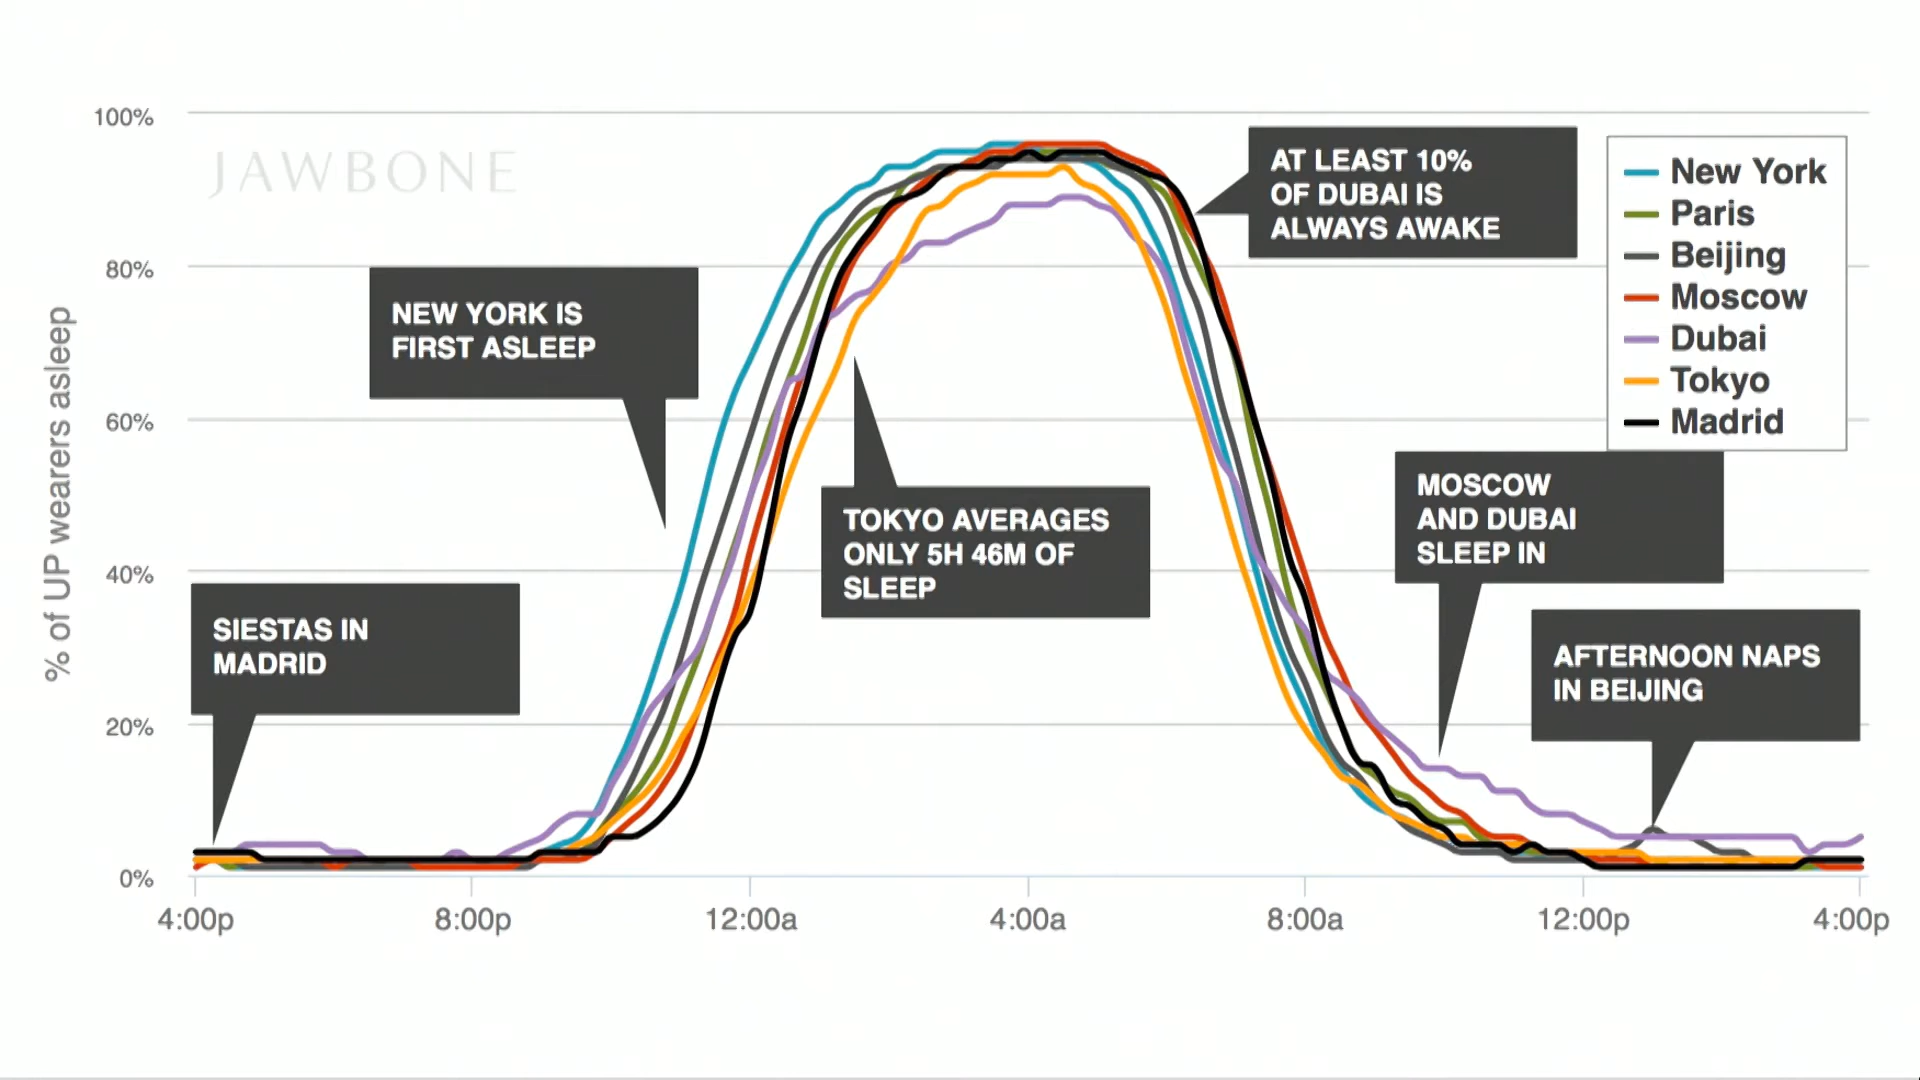 JAWBONE
% of UP wearers asleep
100%
80%
60%
40%
20%
0%
4:00p
8:00p
12:00a
4:00a
8:00a
12:00p
4:00p
SIESTAS IN
MADRID
NEW YORK IS
FIRST ASLEEP
TOKYO AVERAGES
ONLY 5H 46M OF
SLEEP
AT LEAST 10%
OF DUBAI IS
ALWAYS AWAKE
MOSCOW
AND DUBAI
SLEEP IN
AFTERNOON NAPS
IN BEIJING
New York
Paris
Beijing
Moscow
Dubai
Tokyo
Madrid